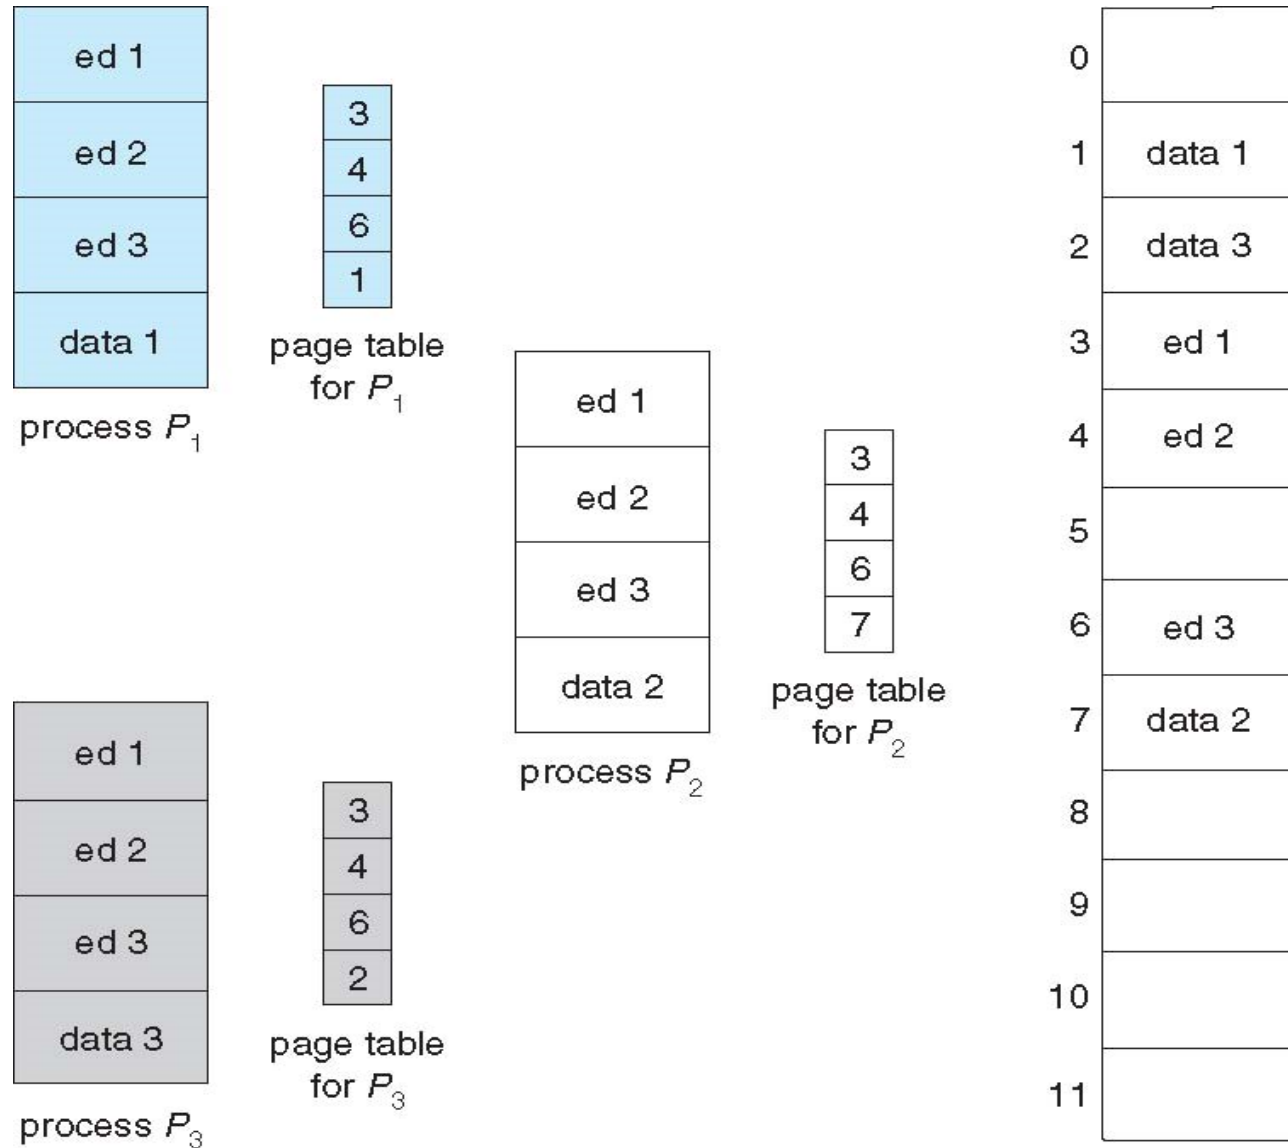 ed 1
ed 2
ed 3
data 1
process P₁
3
4
6
1
page table
for P₁
ed 1
ed 2
ed 3
data 2
process P₂
3
4
6
7
page table
for P₂
ed 1
ed 2
ed 3
data 3
process P₃
3
4
6
2
page table
for P₃
0
1 data 1
2 data 3
3 ed 1
4 ed 2
5
6 ed 3
7 data 2
8
9
10
11